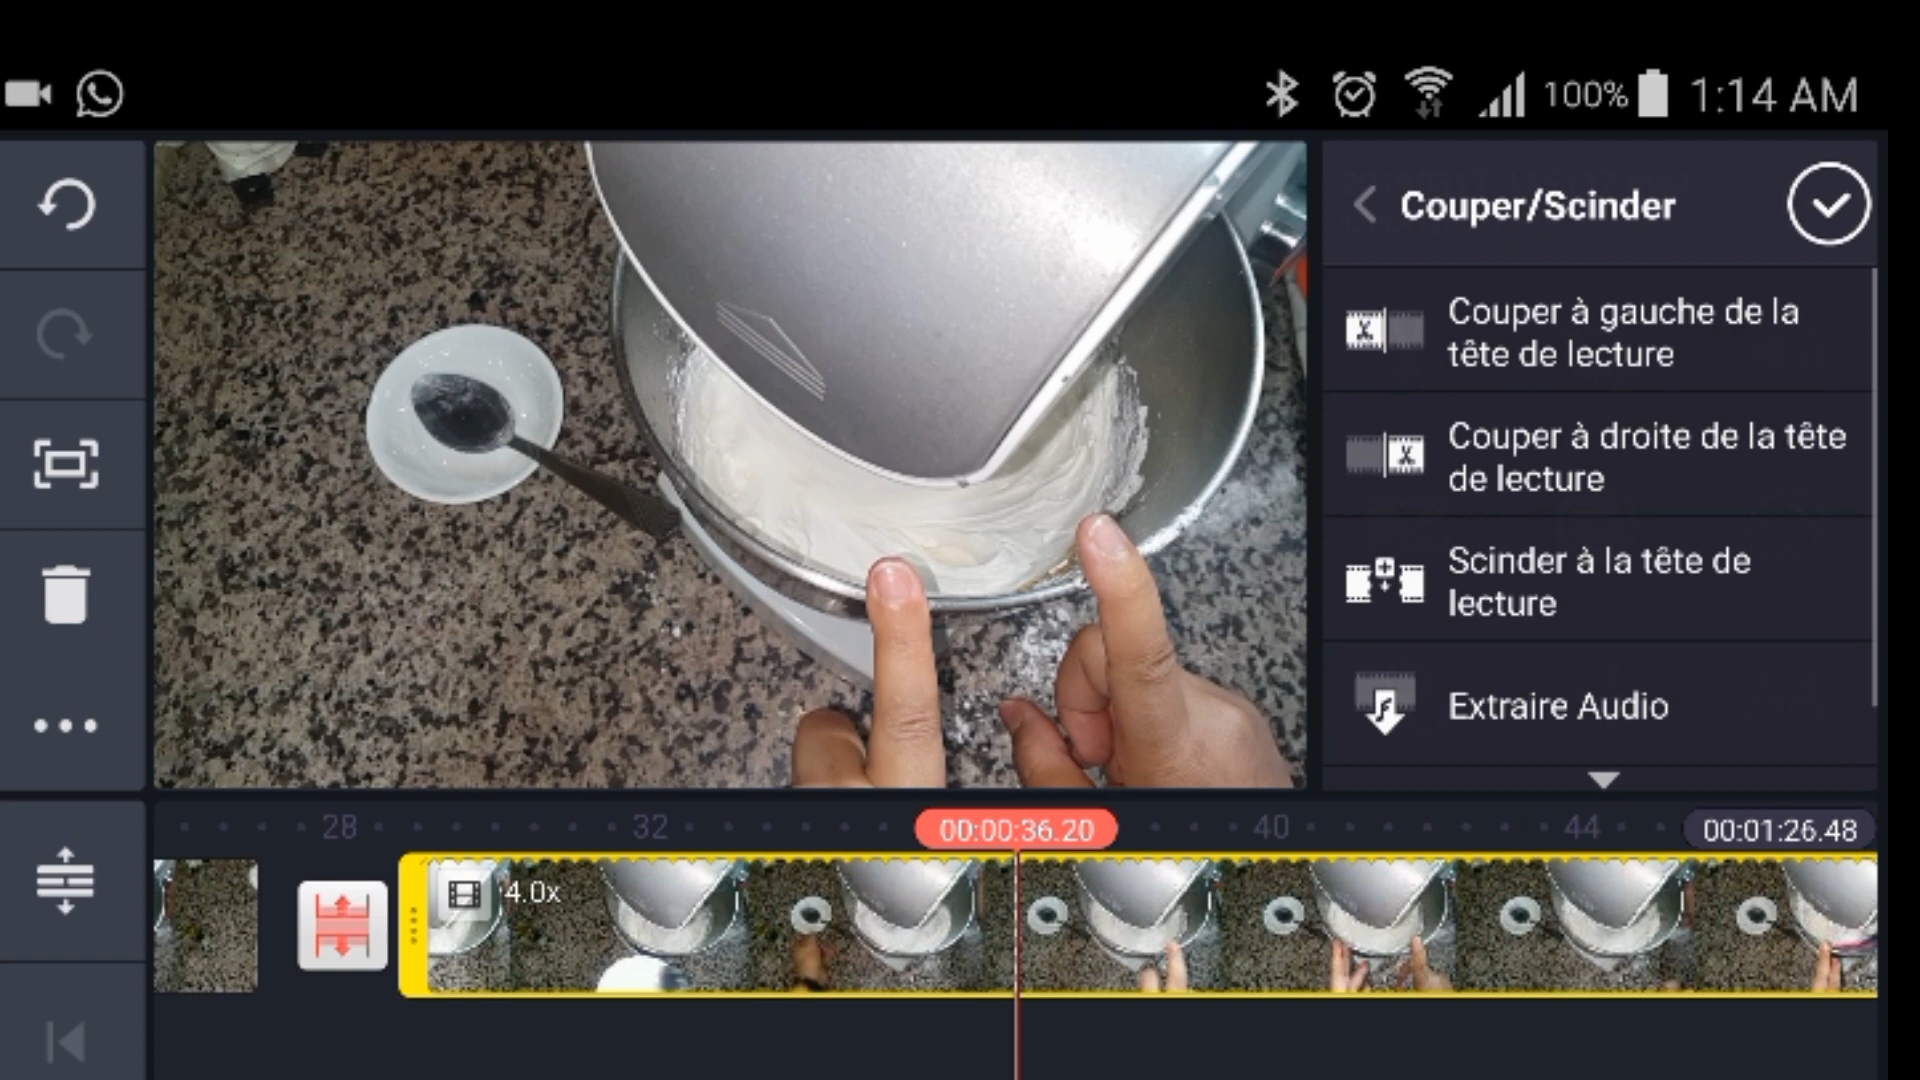 100% 1:14 AM
Couper/Scinder
Couper à gauche de la
tête de lecture
Couper à droite de la tête
de lecture
Scinder à la tête de
lecture
Extraire Audio
28 32 00:00:36.20 40 44 00:01:26.48
4.0x